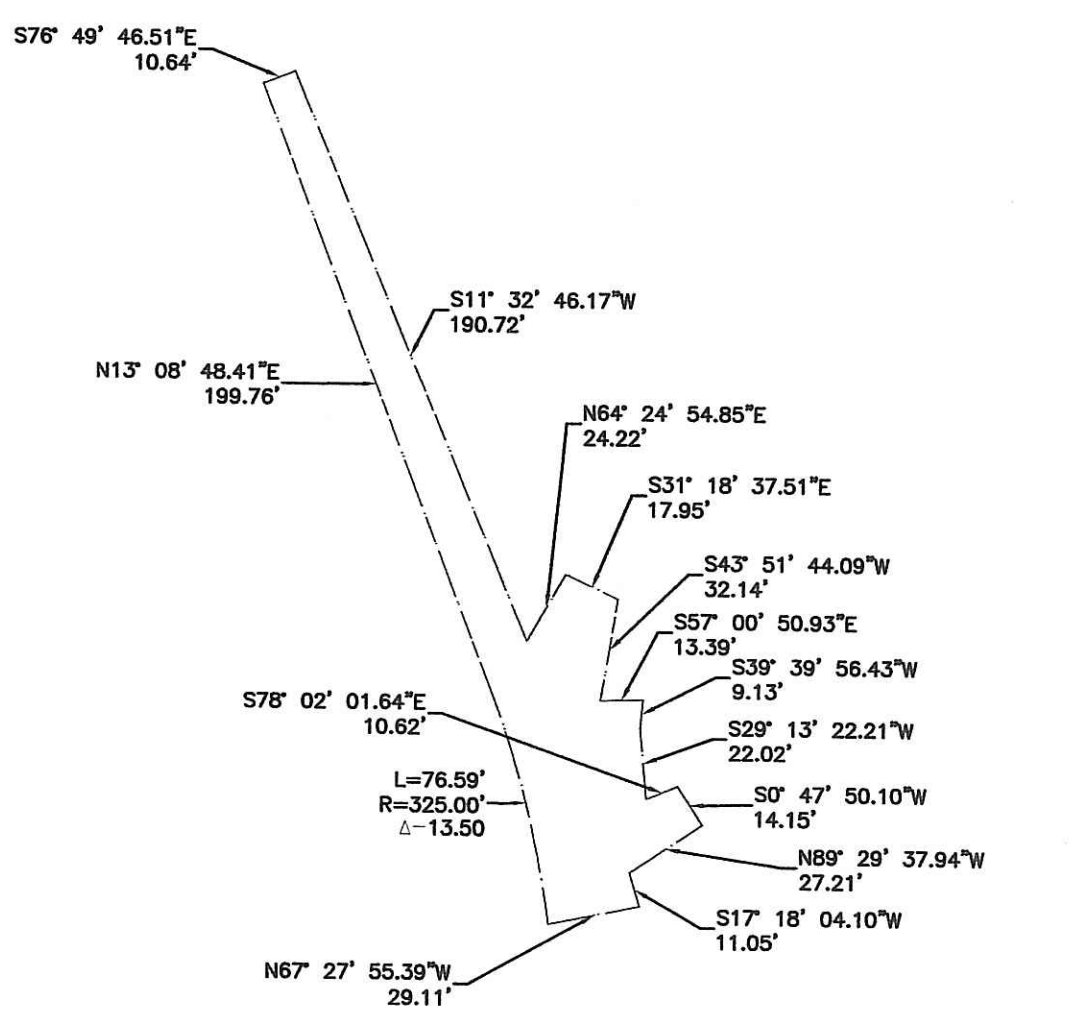 S76° 49' 46.51"E
10.64'
S11° 32' 46.17"W
190.72'
N13° 08' 48.41"E
199.76'
N64° 24' 54.85"E
24.22'
S31° 18' 37.51"E
17.95'
S43° 51' 44.09"W
32.14'
S57° 00' 50.93"E
13.39'
S39° 39' 56.43"W
9.13'
S78° 02' 01.64"E
10.62'
S29° 13' 22.21"W
22.02'
L=76.59'
R=325.00'
Δ-13.50
S0° 47' 50.10"W
14.15'
N89° 29' 37.94"W
27.21'
S17° 18' 04.10"W
11.05'
N67° 27' 55.39"W
29.11'